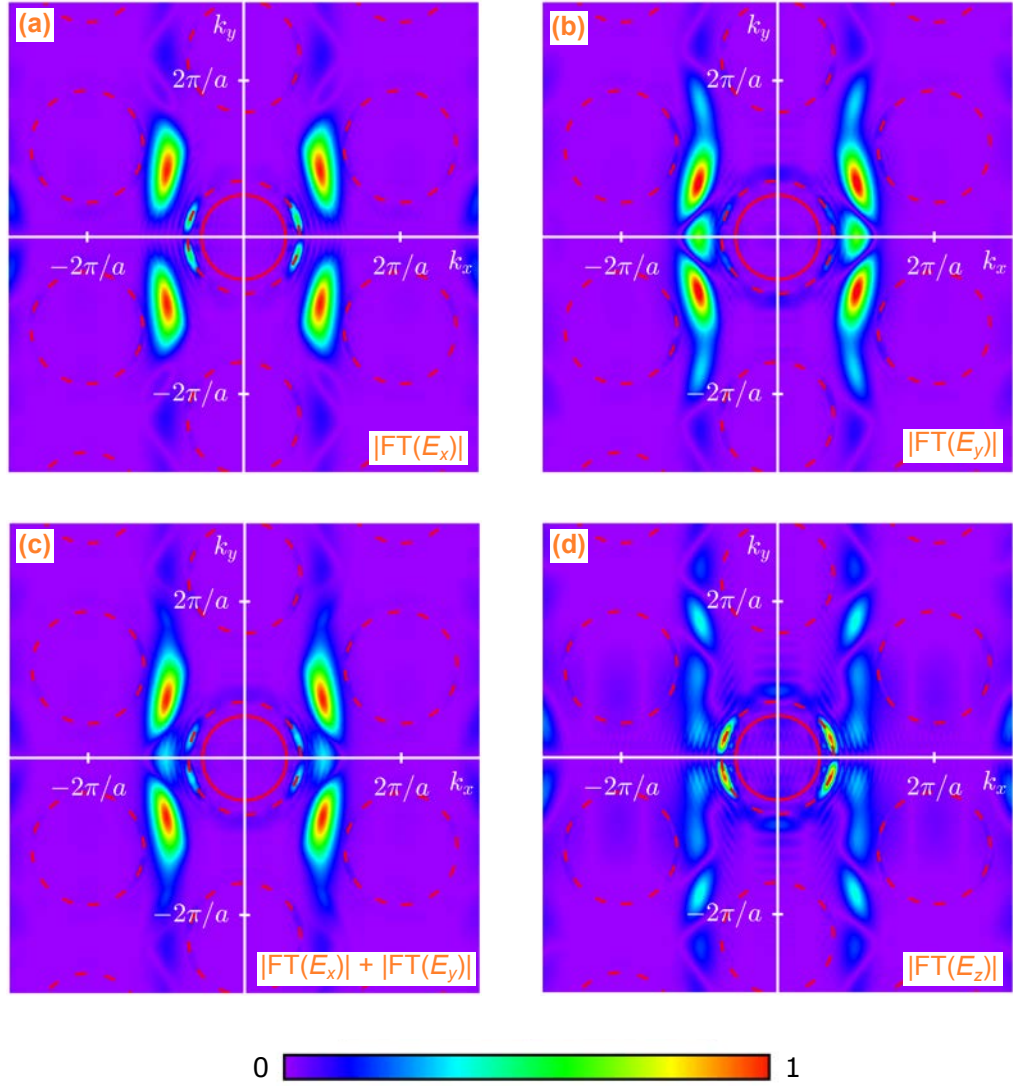 (a)
k_y
2π/a
−2π/a
2π/a
k_x
−2π/a
|FT(E_x)|
(b)
k_y
2π/a
−2π/a
2π/a
k_x
−2π/a
|FT(E_y)|
(c)
k_y
2π/a
−2π/a
2π/a
k_x
−2π/a
|FT(E_x)| + |FT(E_y)|
(d)
k_y
2π/a
−2π/a
2π/a
k_x
−2π/a
|FT(E_z)|
0
1